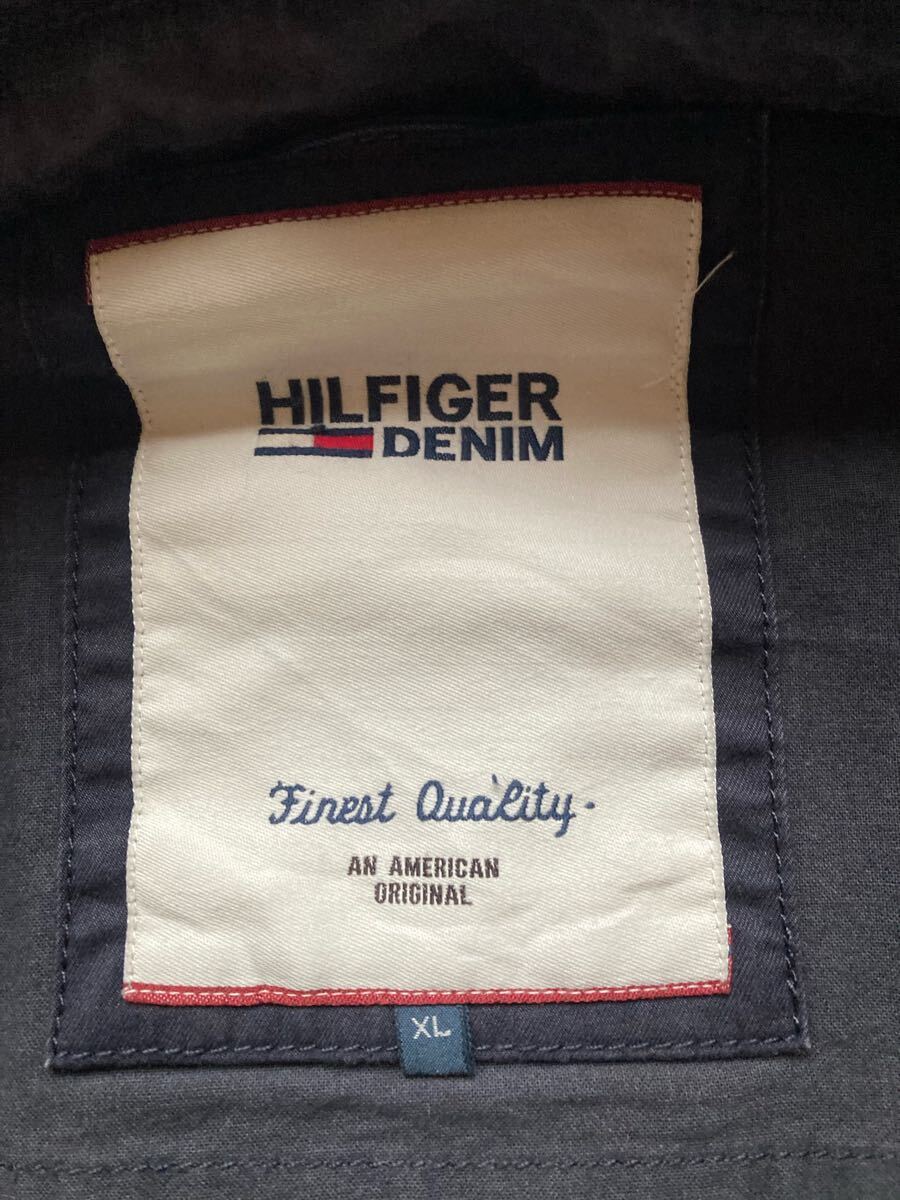 HILFIGER
DENIM
Finest Quality.
AN AMERICAN
ORIGINAL
XL